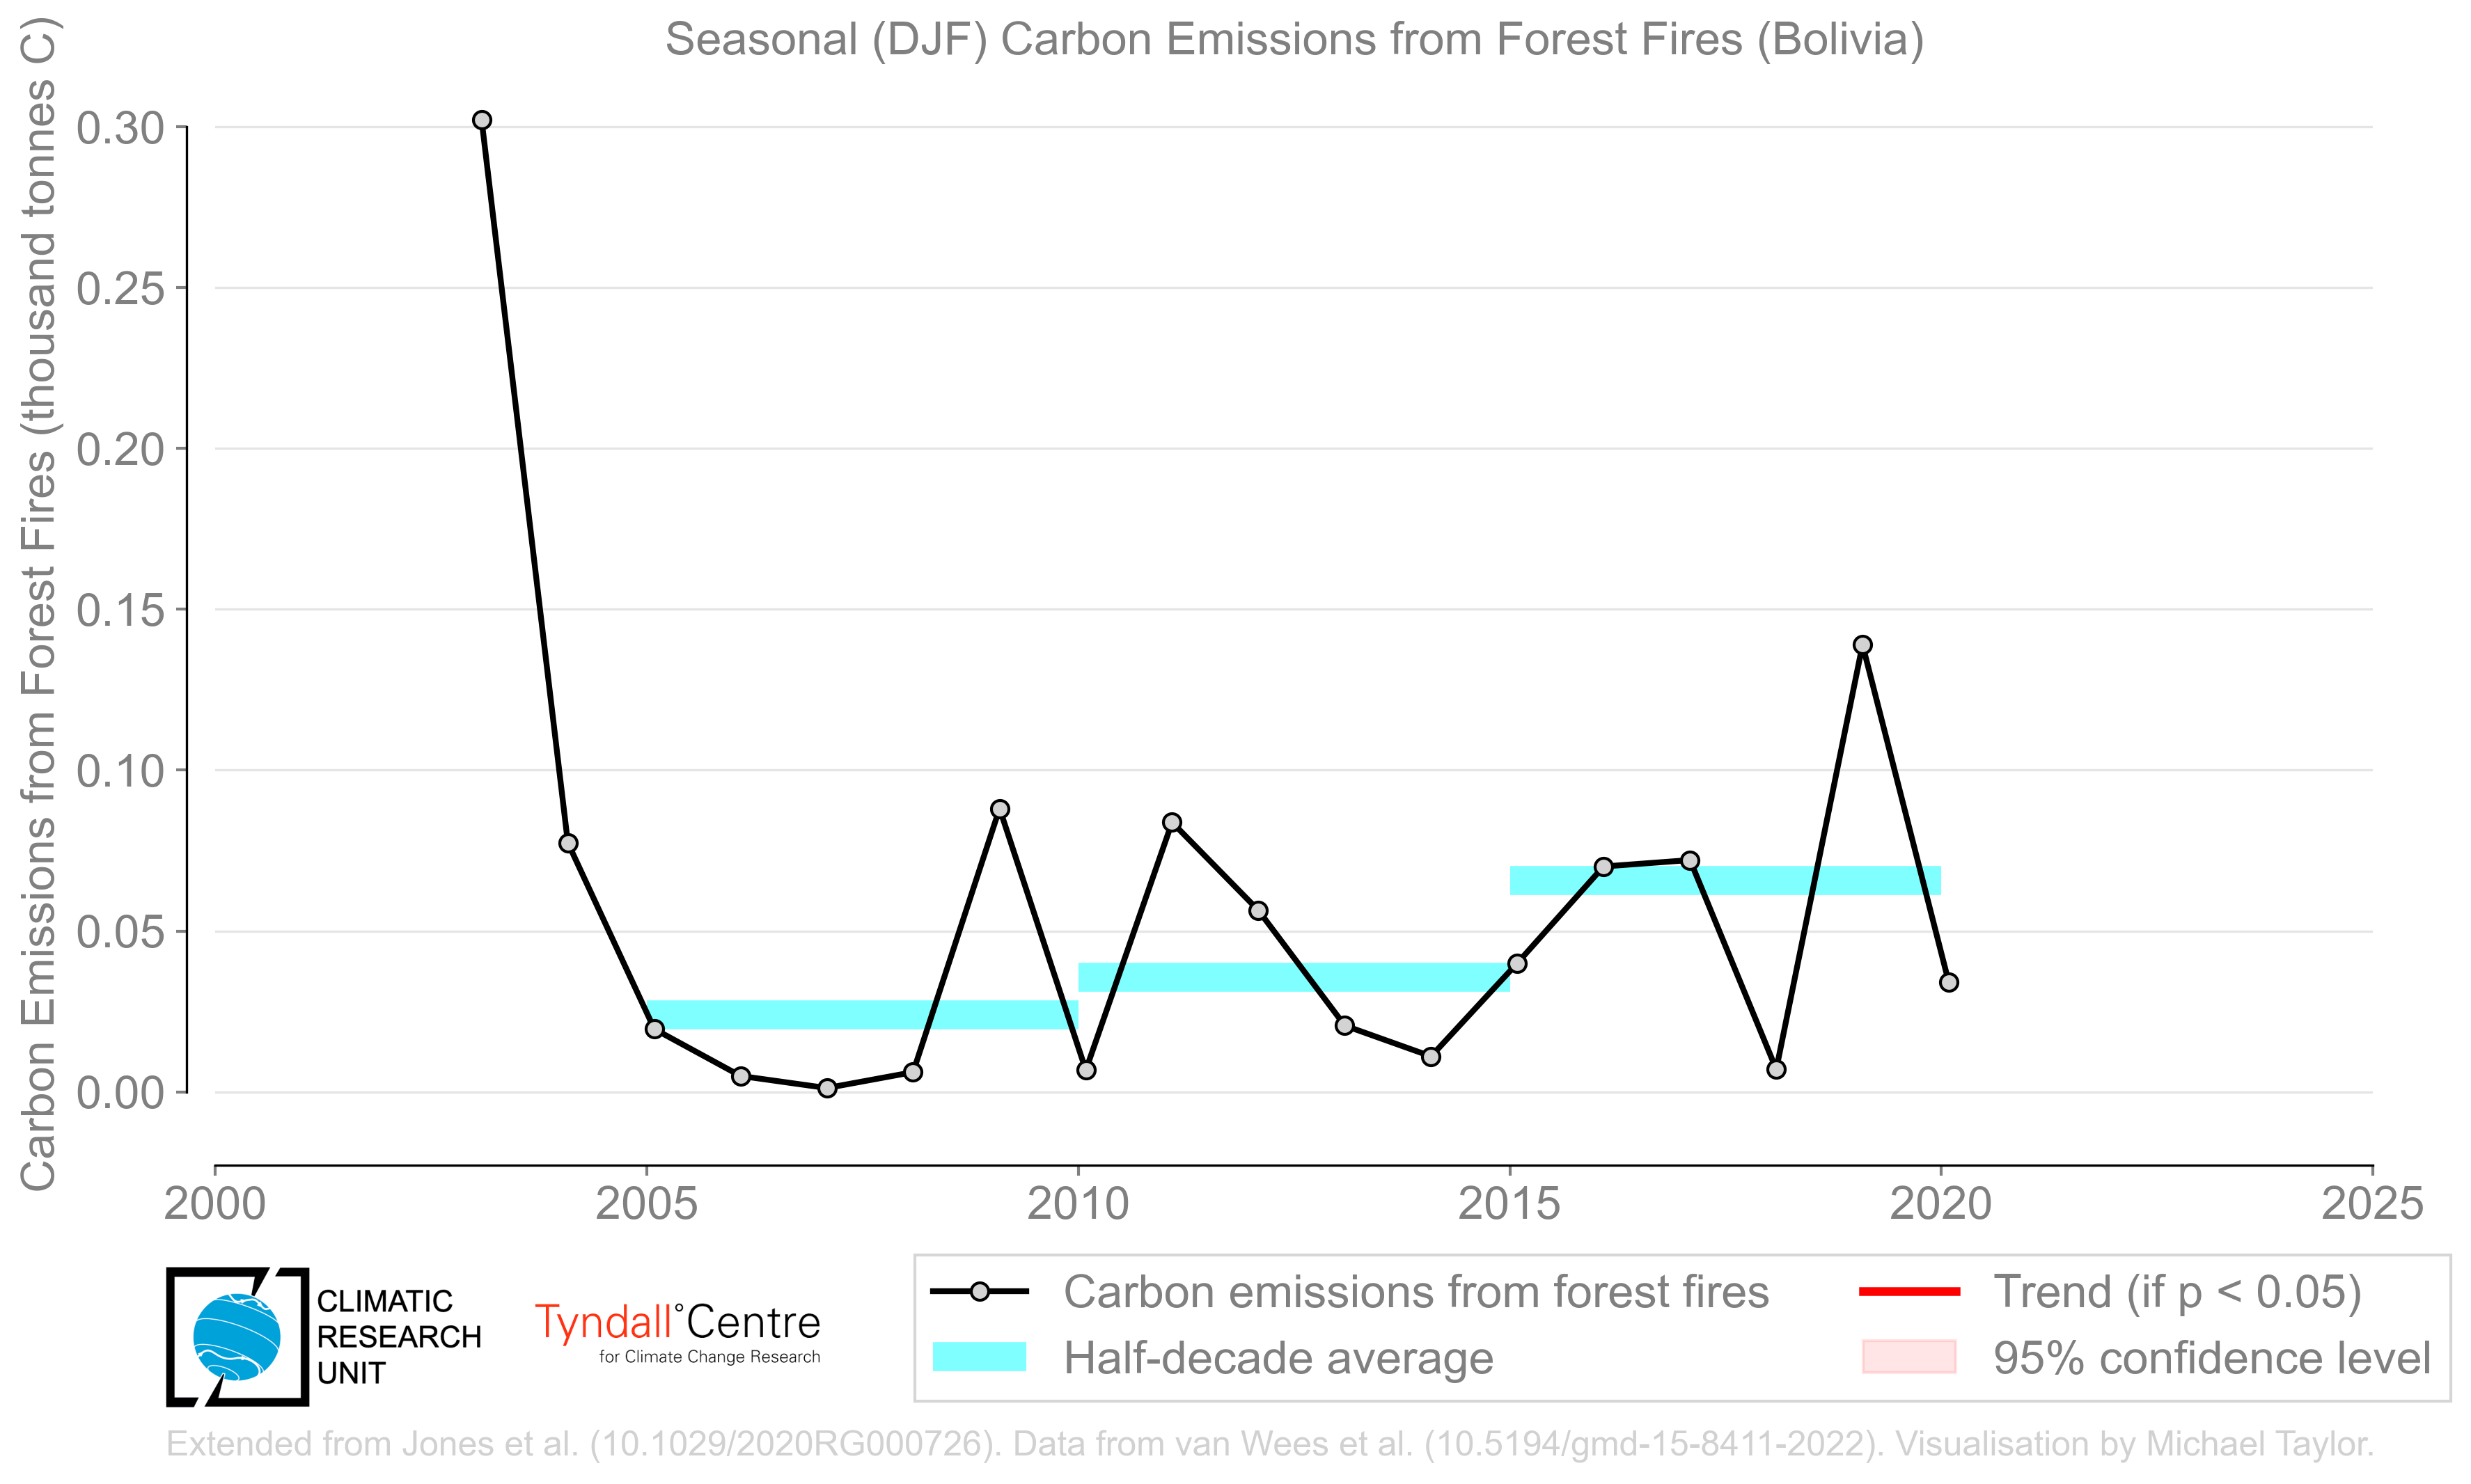 Seasonal (DJF) Carbon Emissions from Forest Fires (Bolivia)
Carbon Emissions from Forest Fires (thousand tonnes C)
0.30
0.25
0.20
0.15
0.10
0.05
0.00
2000 2005 2010 2015 2020 2025
CLIMATIC
RESEARCH
UNIT
Tyndall°Centre
for Climate Change Research
Carbon emissions from forest fires
Half-decade average
Trend (if p < 0.05)
95% confidence level
Extended from Jones et al. (10.1029/2020RG000726). Data from van Wees et al. (10.5194/gmd-15-8411-2022). Visualisation by Michael Taylor.